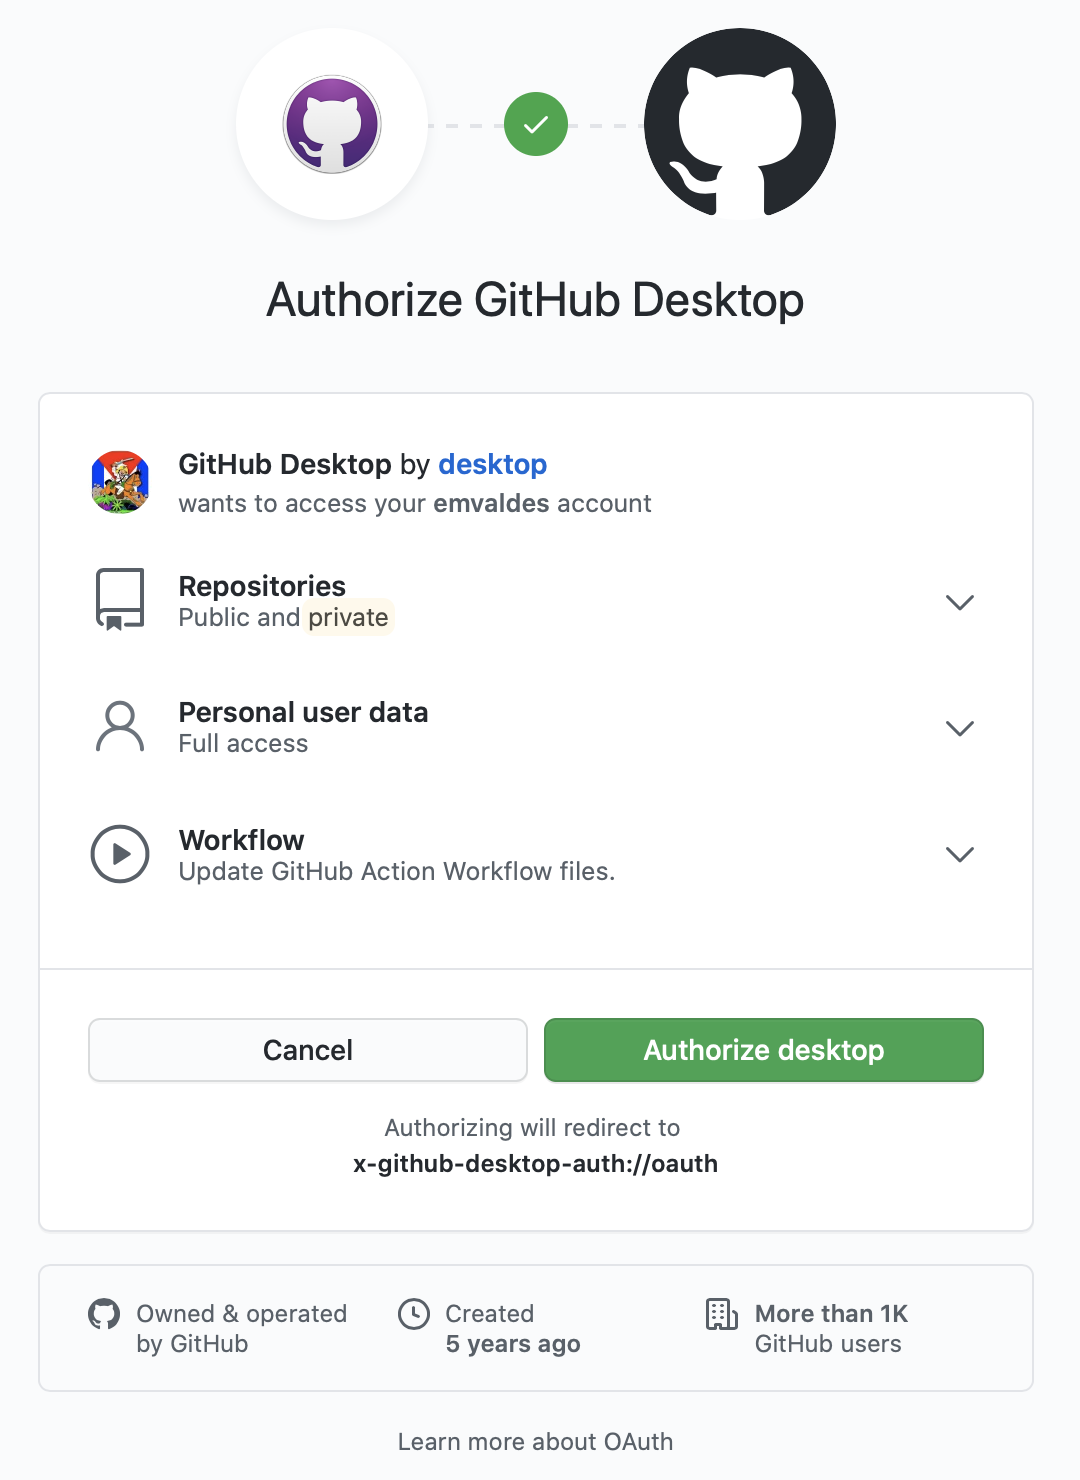 Authorize GitHub Desktop
GitHub Desktop by desktop
wants to access your emvaldes account
Repositories
Public and private
Personal user data
Full access
Workflow
Update GitHub Action Workflow files.
Cancel
Authorize desktop
Authorizing will redirect to
x-github-desktop-auth://oauth
Owned & operated
by GitHub
Created
5 years ago
More than 1K
GitHub users
Learn more about OAuth